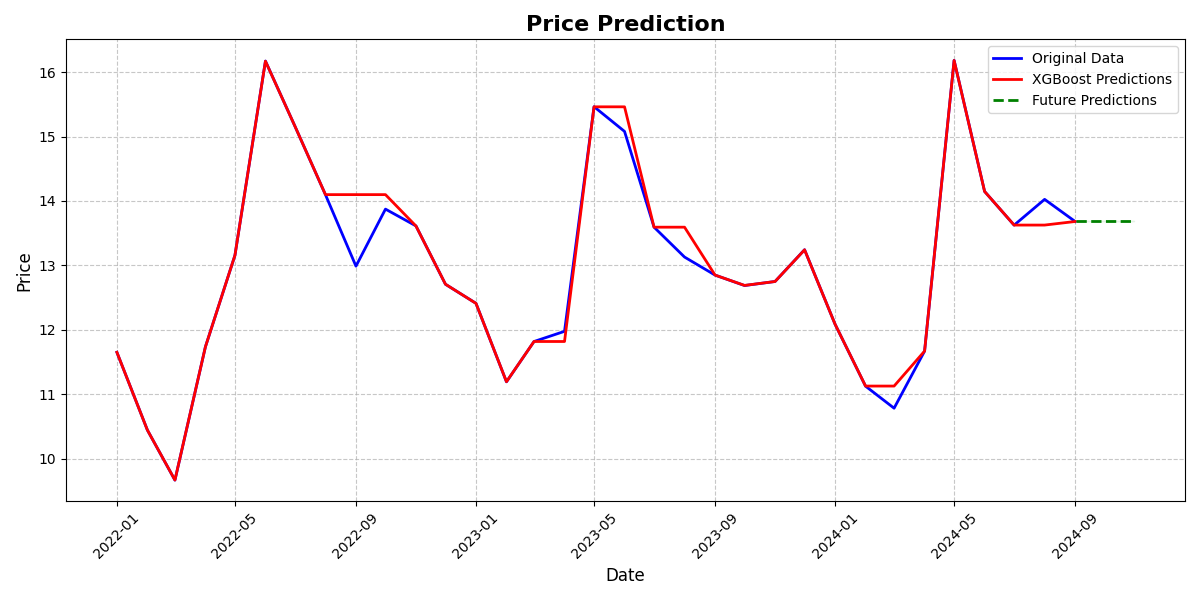 Price Prediction
Original Data
XGBoost Predictions
Future Predictions
Price
16
15
14
13
12
11
10
2022-01
2022-05
2022-09
2023-01
2023-05
2023-09
2024-01
2024-05
2024-09
Date